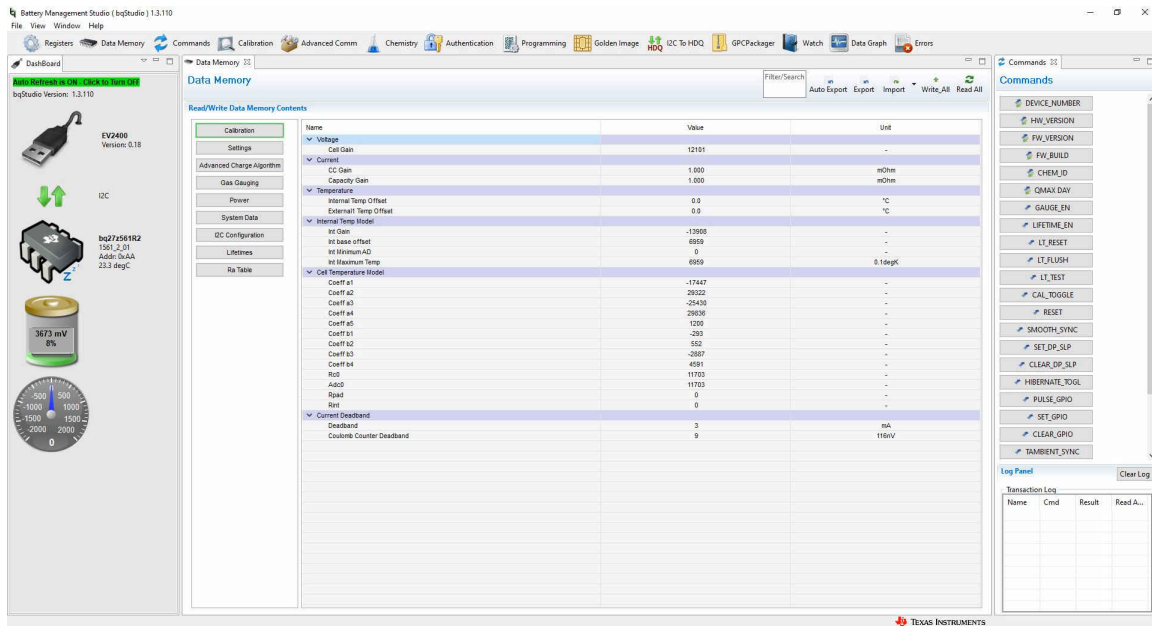 Battery Management Studio ( bqStudio ) 1.3.110
File View Window Help
Registers Data Memory Commands Calibration Advanced Comm Chemistry Authentication Programming Golden Image HDQ I2C To HDQ GPCPackager Watch Data Graph Errors
DashBoard
Auto Refresh is ON - Click to Turn OFF
bqStudio Version: 1.3.110
EV2400
Version: 0.18
I2C
bq27z561R2
1561_2_01
Addr: 0xAA
23.3 degC
Z Z
3673 mV
8%
-500 500
-1000 1000
-1500 1500
-2000 2000
0
Data Memory
Data Memory
Filter/Search
Auto Export Export Import Write_All Read All
Read/Write Data Memory Contents
Calibration
Settings
Advanced Charge Algorithm
Gas Gauging
Power
System Data
I2C Configuration
Lifetimes
Ra Table
Name Value Unit
Voltage
Cell Gain 12101 -
Current
CC Gain 1.000 mOhm
Capacity Gain 1.000 mOhm
Temperature
Internal Temp Offset 0.0 °C
External1 Temp Offset 0.0 °C
Internal Temp Model
Int Gain -13908 -
Int base offset 6959 -
Int Minimum AD 0 -
Int Maximum Temp 6959 0.1degK
Cell Temperature Model
Coeff a1 -17447 -
Coeff a2 29322 -
Coeff a3 -25430 -
Coeff a4 29836 -
Coeff a5 1200 -
Coeff b1 -293 -
Coeff b2 552 -
Coeff b3 -2887 -
Coeff b4 4591 -
Rc0 11703 -
Adc0 11703 -
Rpad 0 -
Rint 0 -
Current Deadband
Deadband 3 mA
Coulomb Counter Deadband 9 116nV
Commands
Commands
DEVICE_NUMBER
HW_VERSION
FW_VERSION
FW_BUILD
CHEM_ID
QMAX DAY
GAUGE_EN
LIFETIME_EN
LT_RESET
LT_FLUSH
LT_TEST
CAL_TOGGLE
RESET
SMOOTH_SYNC
SET_DP_SLP
CLEAR_DP_SLP
HIBERNATE_TOGL
PULSE_GPIO
SET_GPIO
CLEAR_GPIO
TAMBIENT_SYNC
Log Panel
Clear Log
Transaction Log
Name Cmd Result Read A...
TEXAS INSTRUMENTS